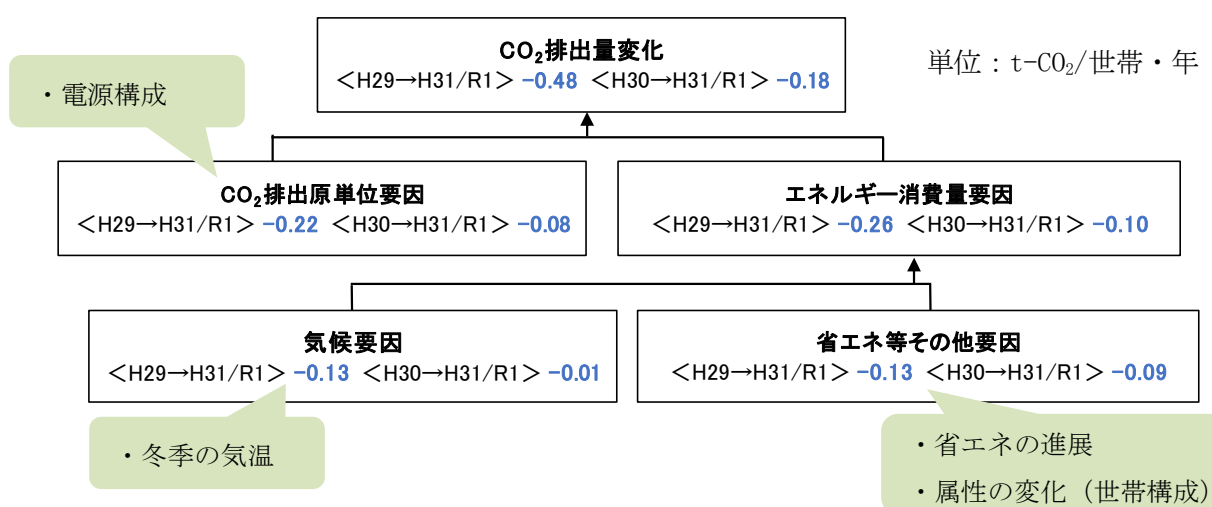 CO₂排出量変化
<H29→H31/R1> -0.48 <H30→H31/R1> -0.18
単位：t-CO₂/世帯・年
・電源構成
CO₂排出原単位要因
<H29→H31/R1> -0.22 <H30→H31/R1> -0.08
エネルギー消費量要因
<H29→H31/R1> -0.26 <H30→H31/R1> -0.10
気候要因
<H29→H31/R1> -0.13 <H30→H31/R1> -0.01
省エネ等その他要因
<H29→H31/R1> -0.13 <H30→H31/R1> -0.09
・冬季の気温
・省エネの進展
・属性の変化（世帯構成）